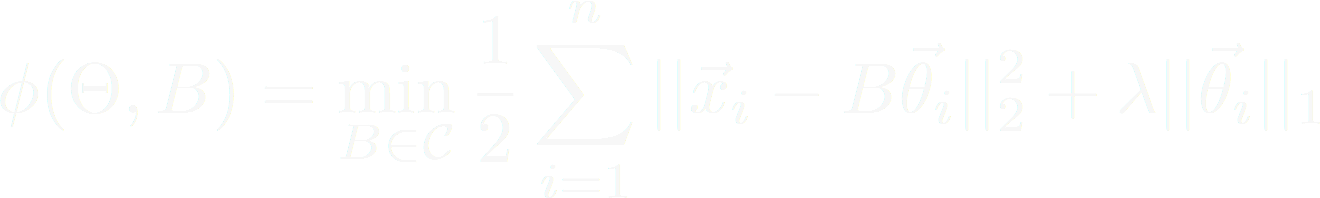 ϕ(Θ, B) = min_{B∈𝒞} 1/2 ∑_{i=1}^{n} ||x⃗_i − Bθ⃗_i||_2^2 + λ||θ⃗_i||_1